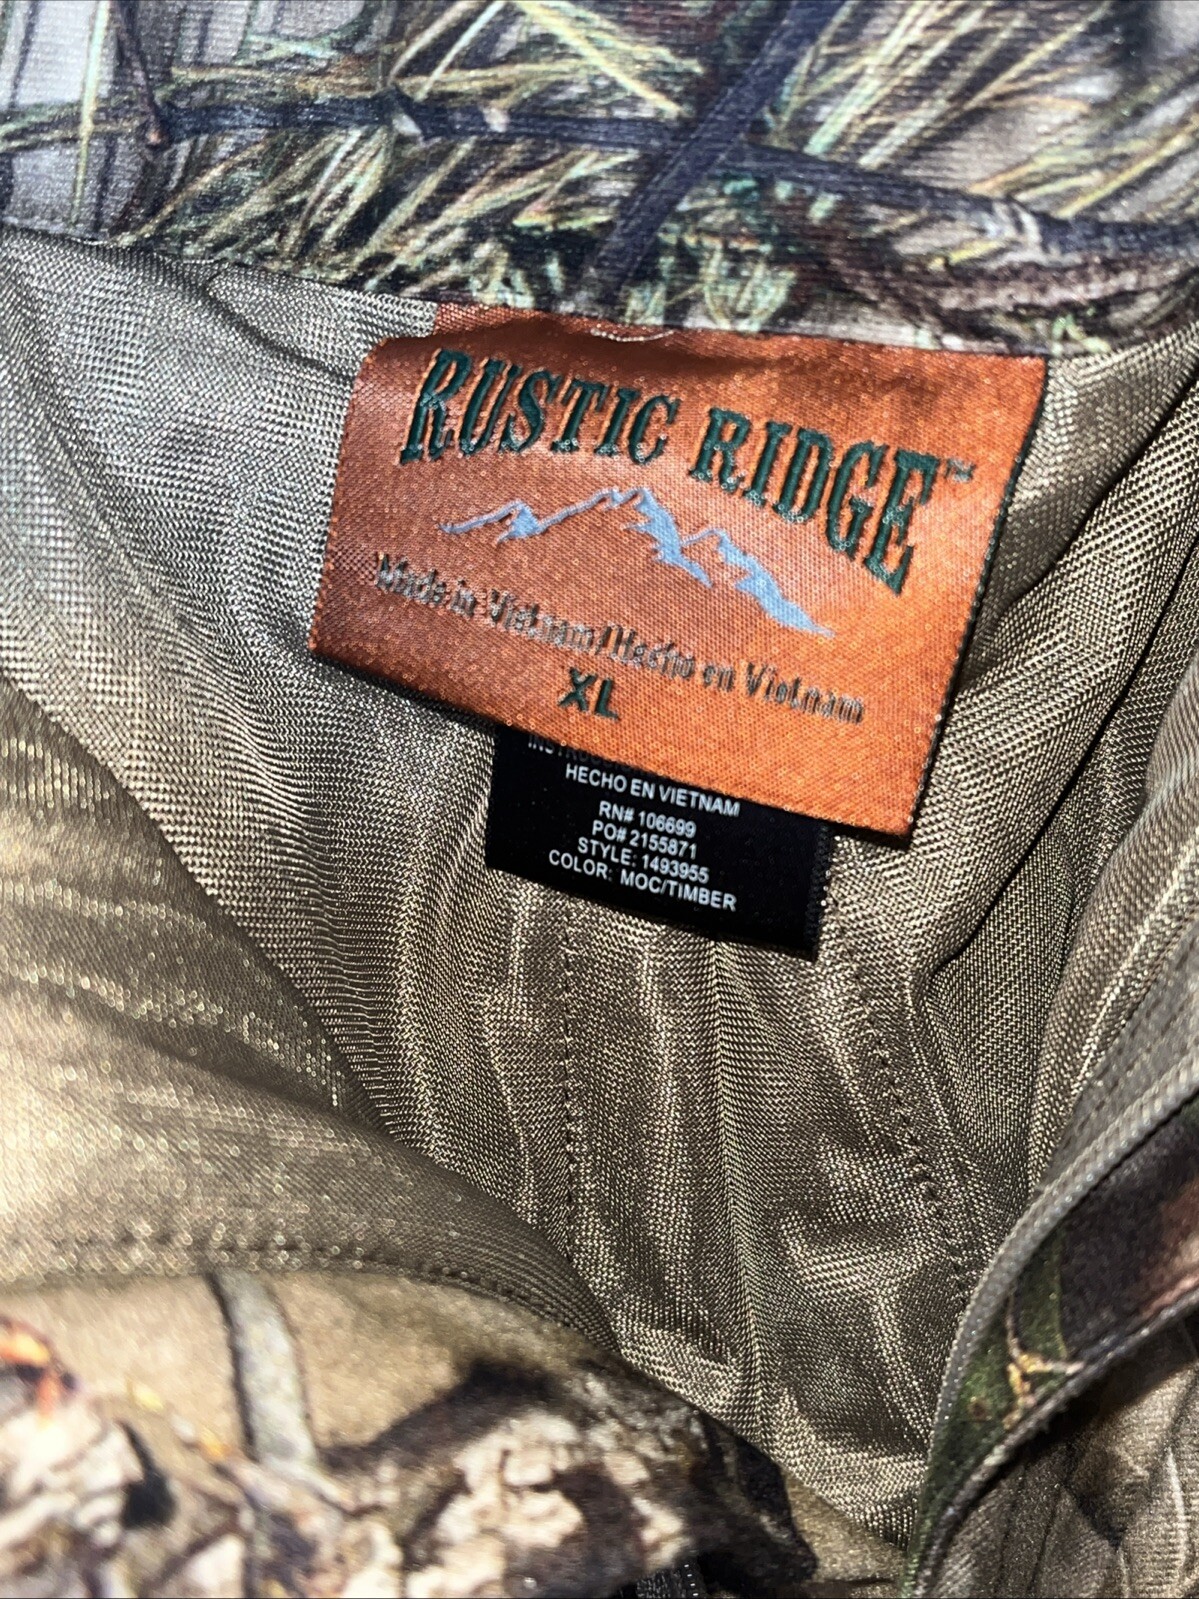 RUSTIC RIDGE™
Made in Vietnam/Hecho en Vietnam
XL
HECHO EN VIETNAM
RN# 106699
PO# 2155871
STYLE: 1493955
COLOR: MOC/TIMBER